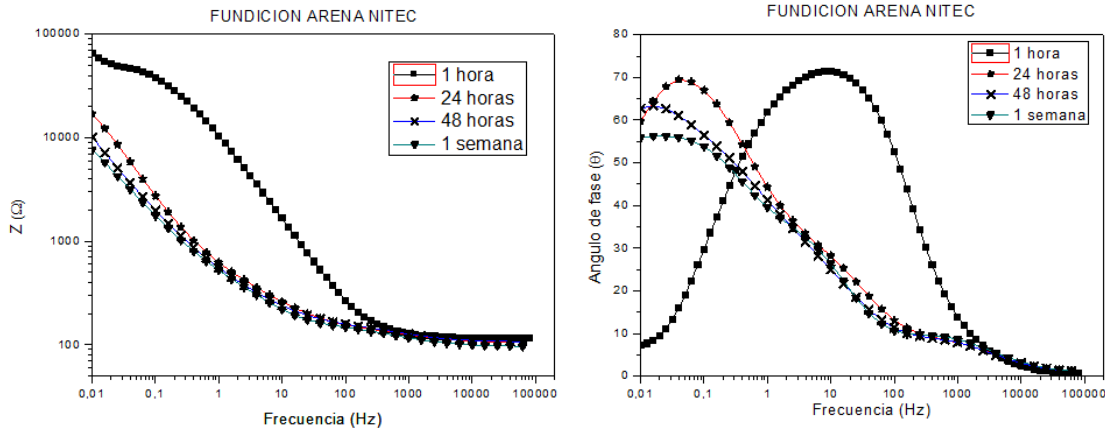 FUNDICION ARENA NITEC
100000
10000
1000
100
Z (Ω)
1 hora
24 horas
48 horas
1 semana
0,01 0,1 1 10 100 1000 10000 100000
Frecuencia (Hz)
FUNDICION ARENA NITEC
80
70
60
50
40
30
20
10
0
Angulo de fase (θ)
1 hora
24 horas
48 horas
1 semana
0,01 0,1 1 10 100 1000 10000 100000
Frecuencia (Hz)